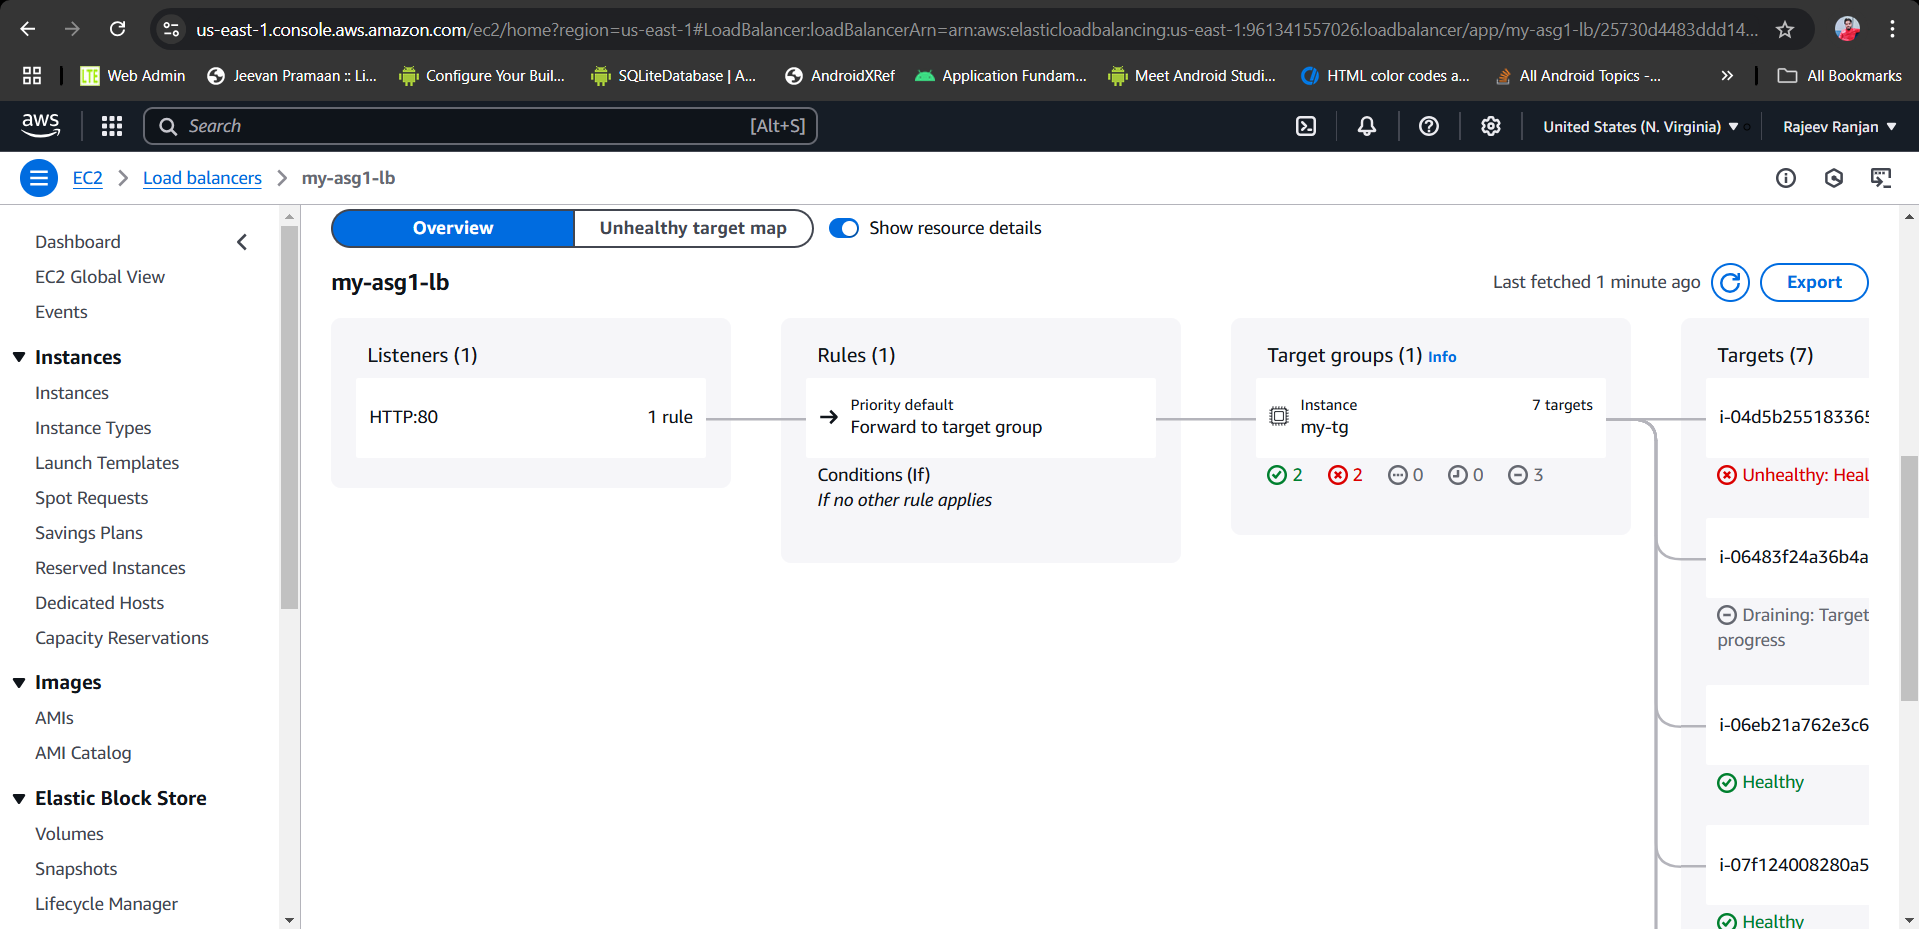 us-east-1.console.aws.amazon.com/ec2/home?region=us-east-1#LoadBalancer:loadBalancerArn=arn:aws:elasticloadbalancing:us-east-1:961341557026:loadbalancer/app/my-asg1-lb/25730d4483ddd14...
LTE Web Admin
Jeevan Pramaan :: Li...
Configure Your Buil...
SQLiteDatabase | A...
AndroidXRef
Application Fundam...
Meet Android Studi...
HTML color codes a...
All Android Topics -...
All Bookmarks
aws
Search [Alt+S]
United States (N. Virginia)
Rajeev Ranjan
EC2 > Load balancers > my-asg1-lb
Dashboard
EC2 Global View
Events
Instances
Instances
Instance Types
Launch Templates
Spot Requests
Savings Plans
Reserved Instances
Dedicated Hosts
Capacity Reservations
Images
AMIs
AMI Catalog
Elastic Block Store
Volumes
Snapshots
Lifecycle Manager
Overview
Unhealthy target map
Show resource details
my-asg1-lb
Last fetched 1 minute ago
Export
Listeners (1)
HTTP:80 1 rule
Rules (1)
Priority default
Forward to target group
Conditions (If)
If no other rule applies
Target groups (1) Info
Instance 7 targets
my-tg
2 2 0 0 3
Targets (7)
i-04d5b255183365
Unhealthy: Heal
i-06483f24a36b4a
Draining: Target
progress
i-06eb21a762e3c6
Healthy
i-07f124008280a5
Healthy